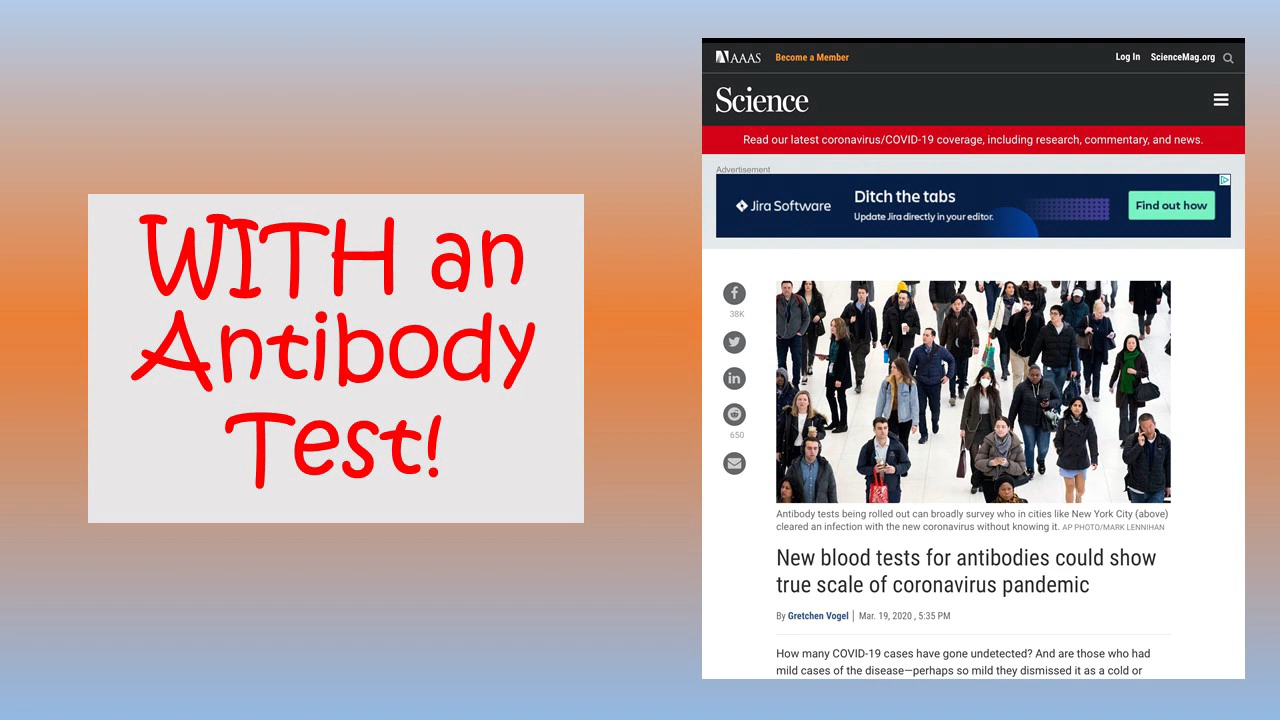 WITH an
Antibody
Test!
AAAS
Become a Member
Log In
ScienceMag.org
Science
Read our latest coronavirus/COVID-19 coverage, including research, commentary, and news.
Advertisement
Jira Software
Ditch the tabs
Update Jira directly in your editor.
Find out how
38K
650
Antibody tests being rolled out can broadly survey who in cities like New York City (above)
cleared an infection with the new coronavirus without knowing it. AP PHOTO/MARK LENNIHAN
New blood tests for antibodies could show
true scale of coronavirus pandemic
By Gretchen Vogel | Mar. 19, 2020 , 5:35 PM
How many COVID-19 cases have gone undetected? And are those who had
mild cases of the disease—perhaps so mild they dismissed it as a cold or